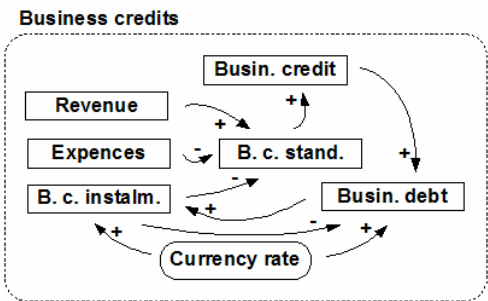 Business credits
Busin. credit
+
Revenue
+
Expences
-
B. c. stand.
+
B. c. instalm.
-
Busin. debt
+
-
+
+
Currency rate